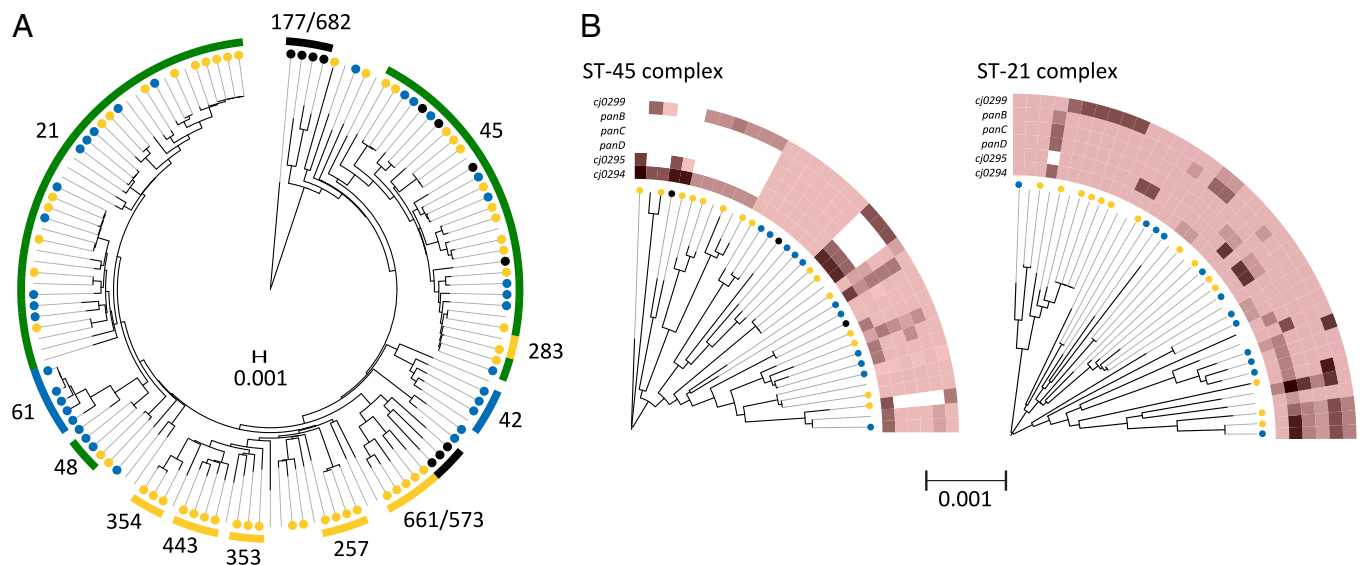 A
177/682
21
45
H
0.001
283
61
42
48
354
443
353
257
661/573
B
ST-45 complex
cj0299
panB
panC
panD
cj0295
cj0294
ST-21 complex
cj0299
panB
panC
panD
cj0295
cj0294
0.001